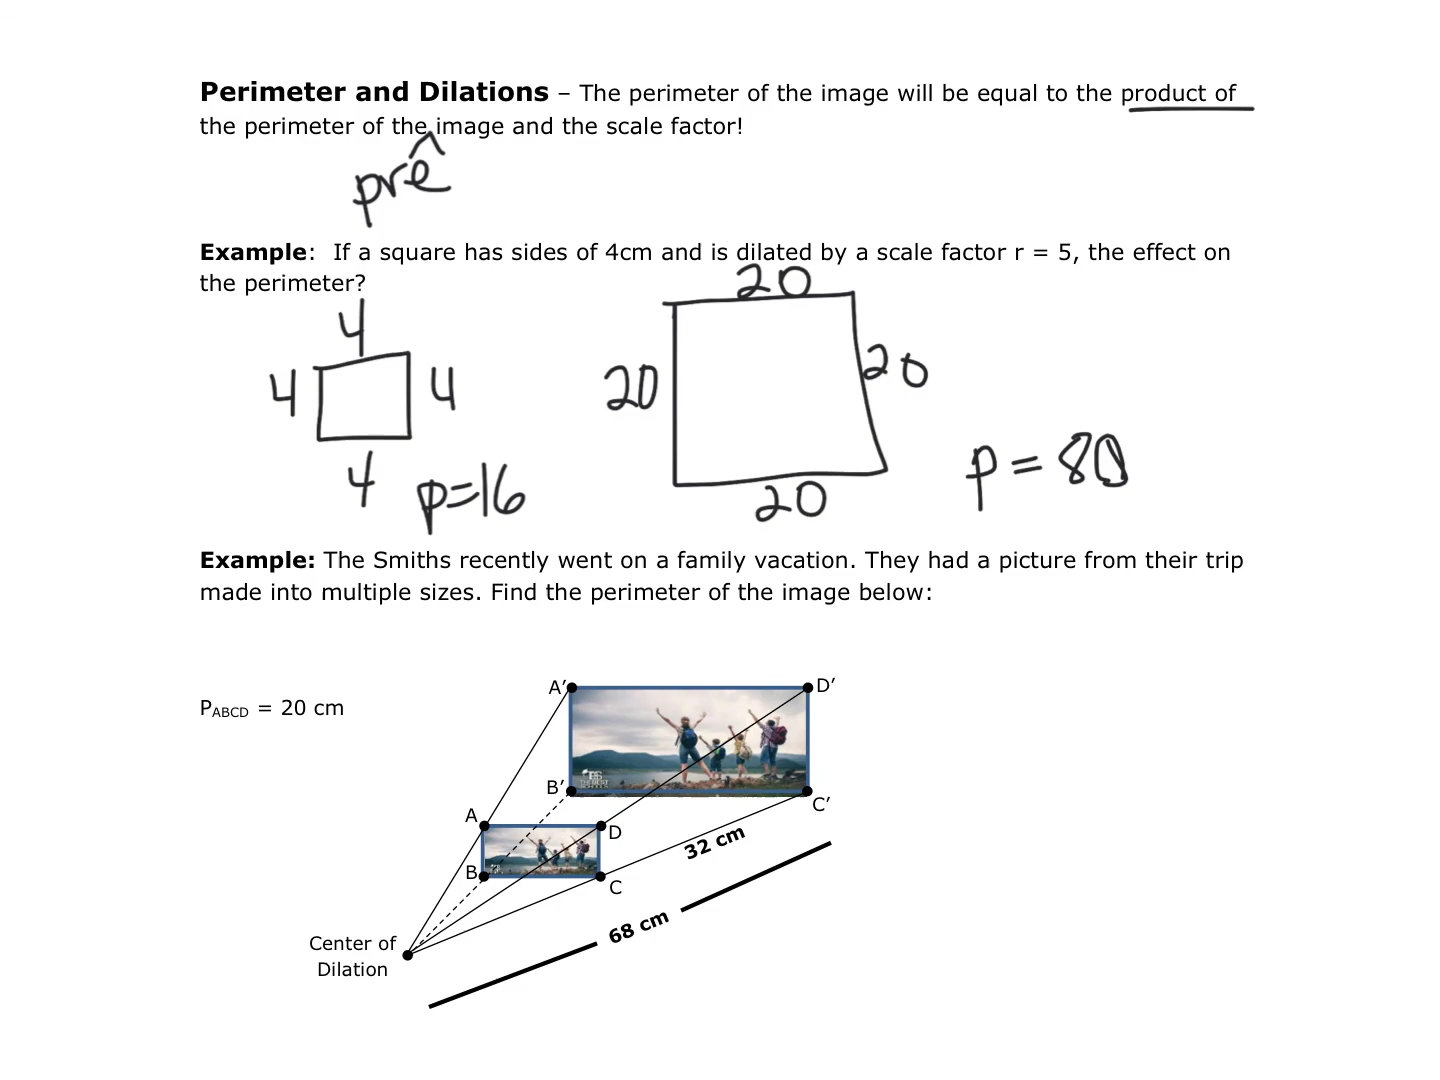 Perimeter and Dilations – The perimeter of the image will be equal to the product of
the perimeter of the image and the scale factor!
pre
Example: If a square has sides of 4cm and is dilated by a scale factor r = 5, the effect on
the perimeter?
4
4
4
4
p=16
20
20
20
20
p = 80
Example: The Smiths recently went on a family vacation. They had a picture from their trip
made into multiple sizes. Find the perimeter of the image below:
PABCD = 20 cm
A′
D′
B′
C′
A
D
B
C
32 cm
68 cm
Center of
Dilation